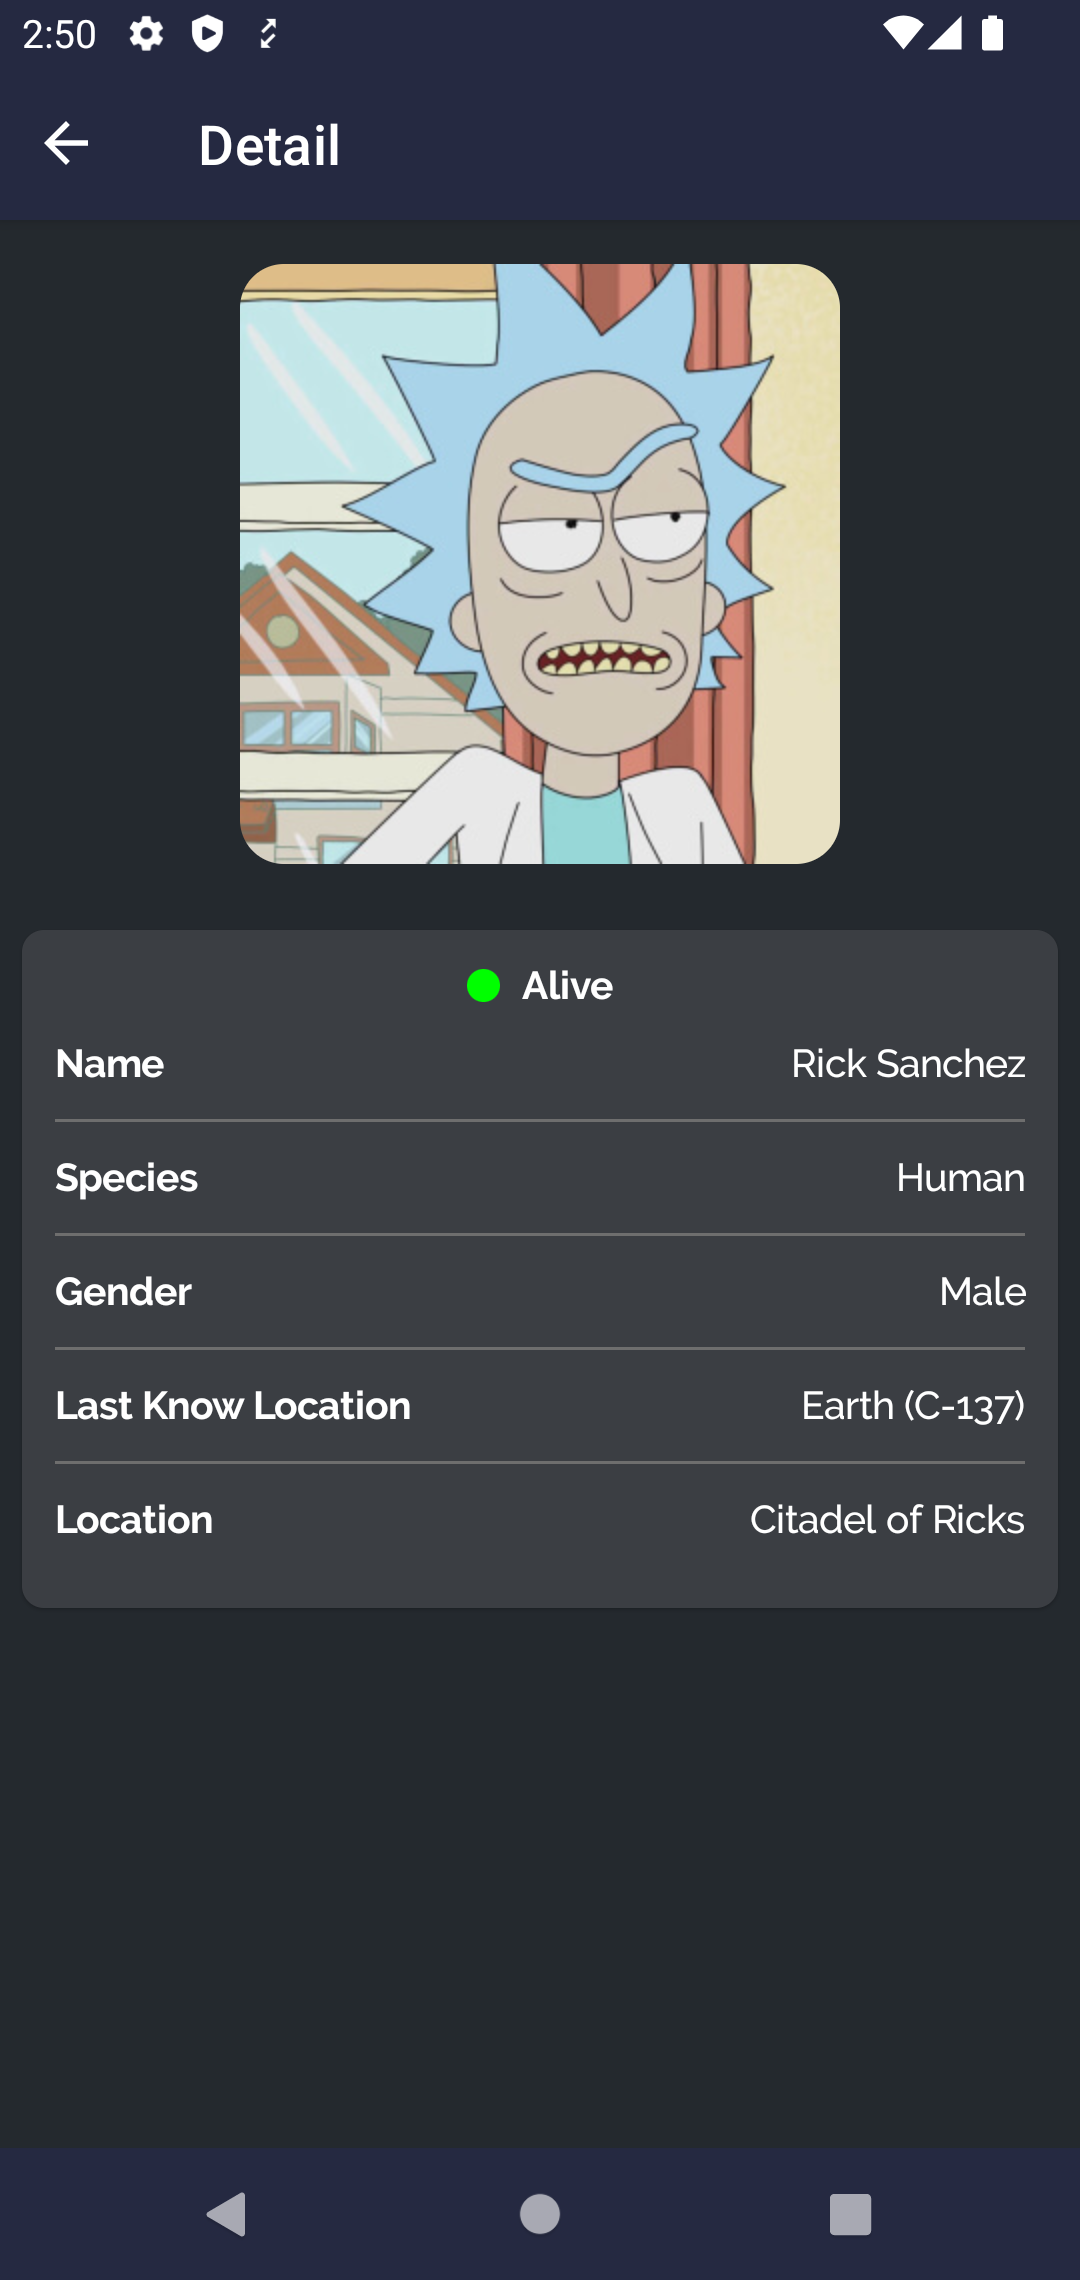 2:50
Detail
Alive
Name Rick Sanchez
Species Human
Gender Male
Last Know Location Earth (C-137)
Location Citadel of Ricks